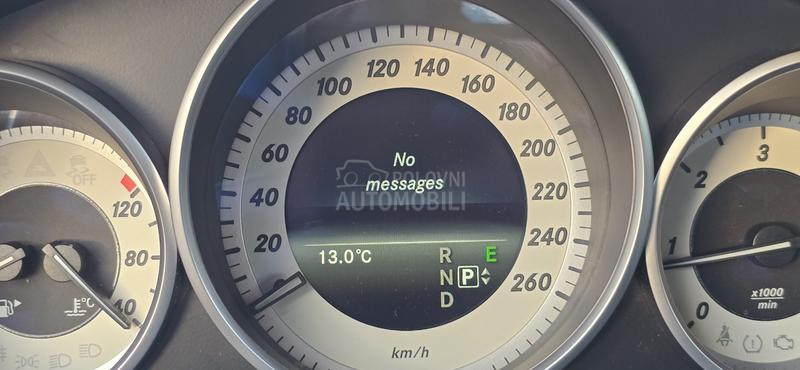 OFF
120
80
40
°C
20
40
60
80
100
120
140
160
180
200
220
240
260
No
messages
POLOVNI
AUTOMOBILI
13.0°C
R
E
N P
D
km/h
0
1
2
3
x1000
min